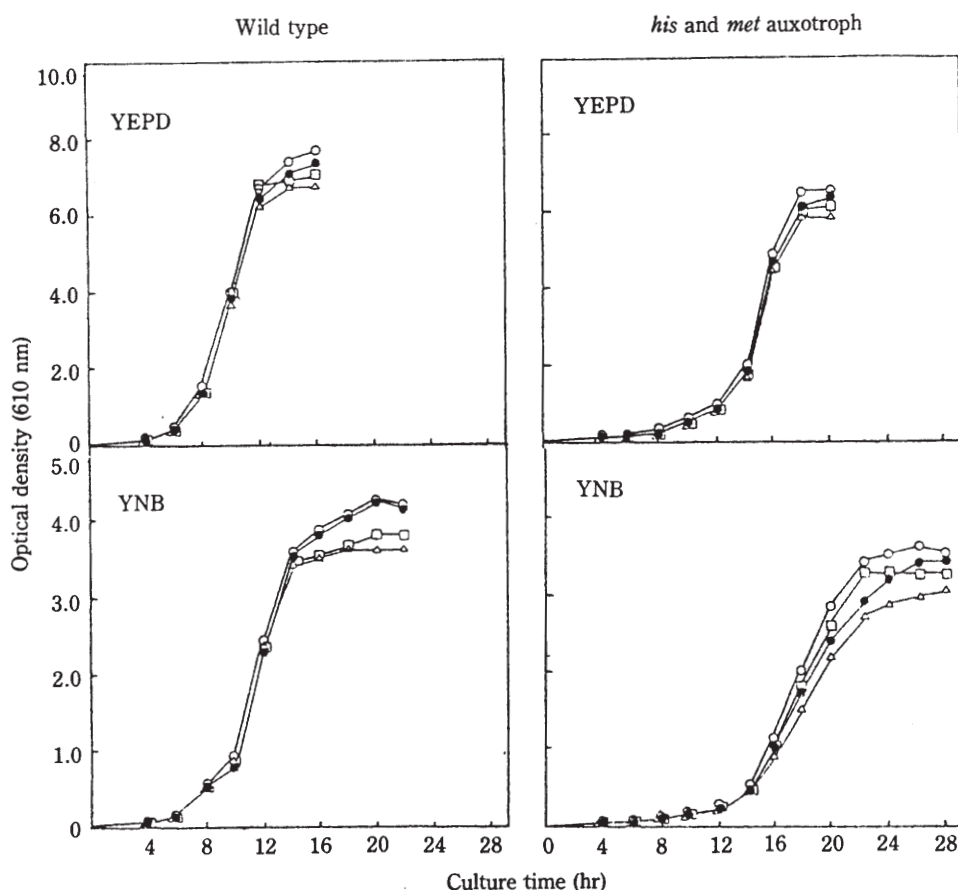 Wild type
his and met auxotroph
10.0
8.0
6.0
4.0
2.0
0
YEPD
YEPD
5.0
4.0
3.0
2.0
1.0
0
YNB
YNB
4 8 12 16 20 24 28
0 4 8 12 16 20 24 28
Optical density (610 nm)
Culture time (hr)